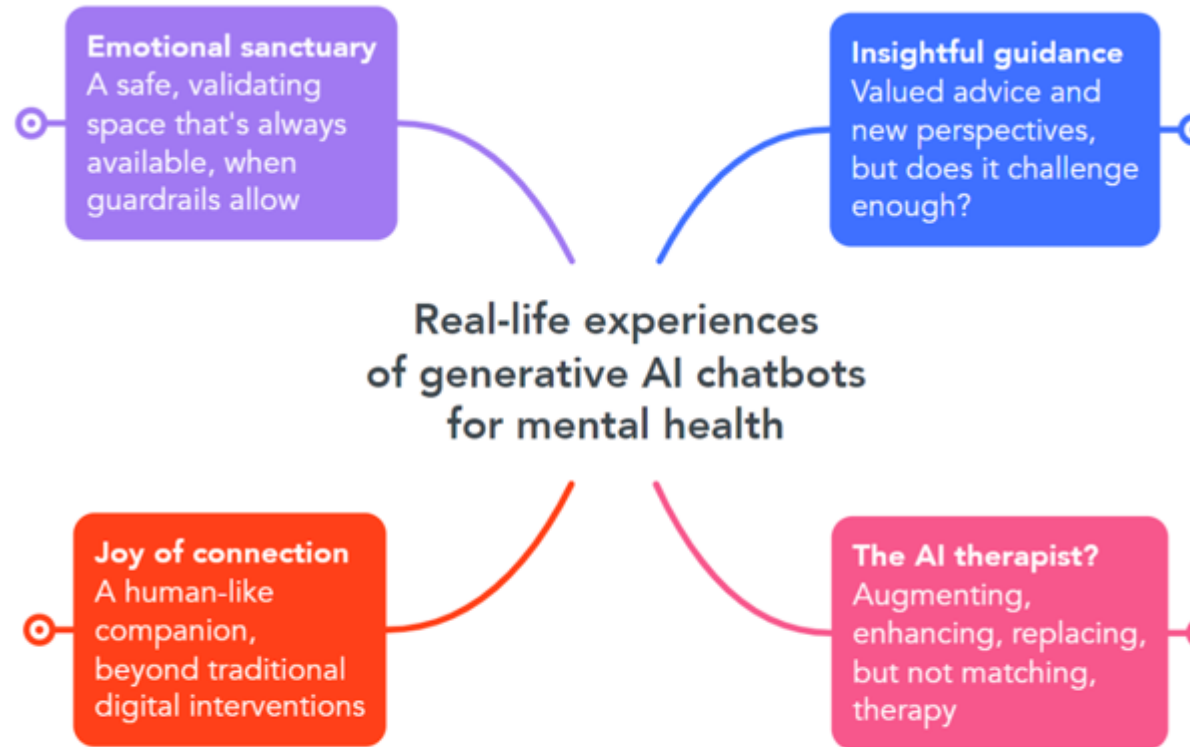 Emotional sanctuary
A safe, validating
space that's always
available, when
guardrails allow
Insightful guidance
Valued advice and
new perspectives,
but does it challenge
enough?
Real-life experiences
of generative AI chatbots
for mental health
Joy of connection
A human-like
companion,
beyond traditional
digital interventions
The AI therapist?
Augmenting,
enhancing, replacing,
but not matching,
therapy